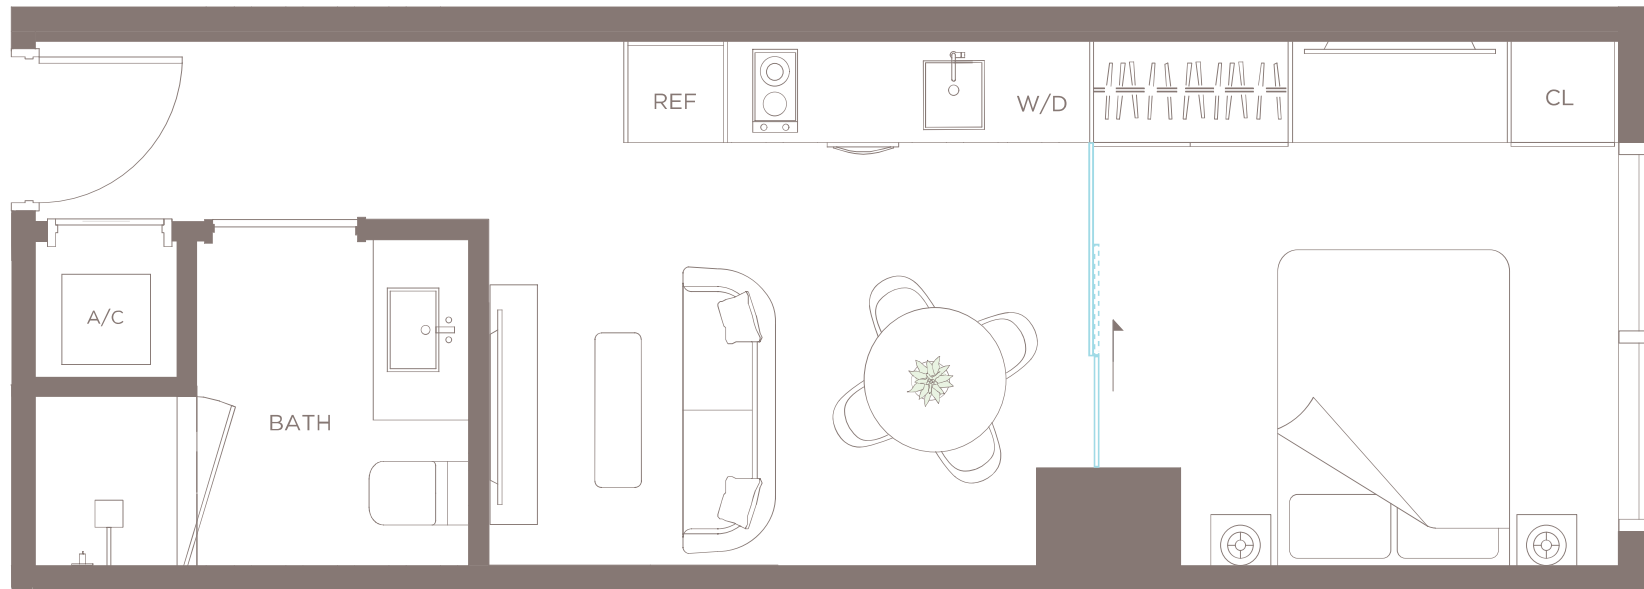 REF
W/D
CL
A/C
BATH